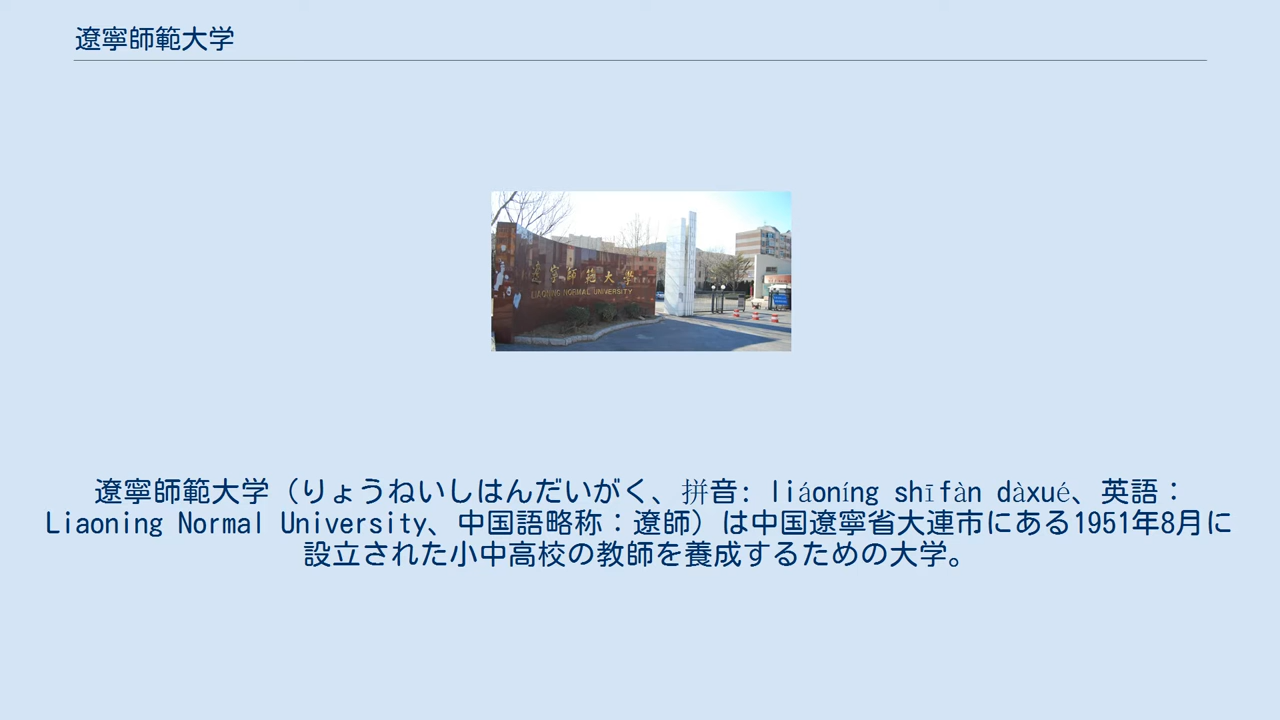 遼寧師範大学
遼寧師範大學
LIAONING NORMAL UNIVERSITY
遼寧師範大学（りょうねいしはんだいがく、拼音: liáoníng shīfàn dàxué、英語：
Liaoning Normal University、中国語略称：遼師）は中国遼寧省大連市にある1951年8月に
設立された小中高校の教師を養成するための大学。